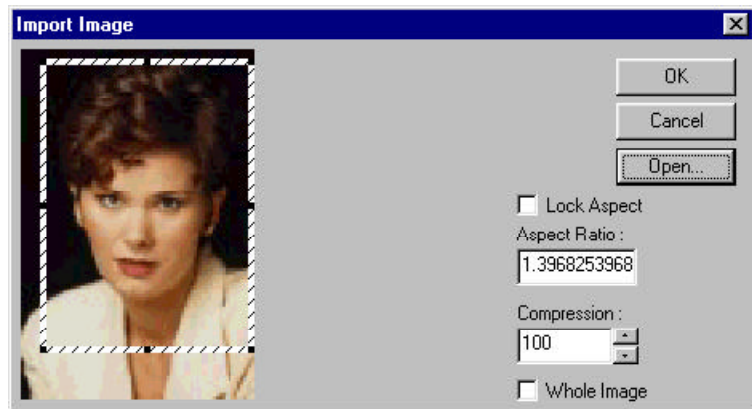 Import Image
OK
Cancel
Open...
Lock Aspect
Aspect Ratio :
1.3968253968
Compression :
100
Whole Image